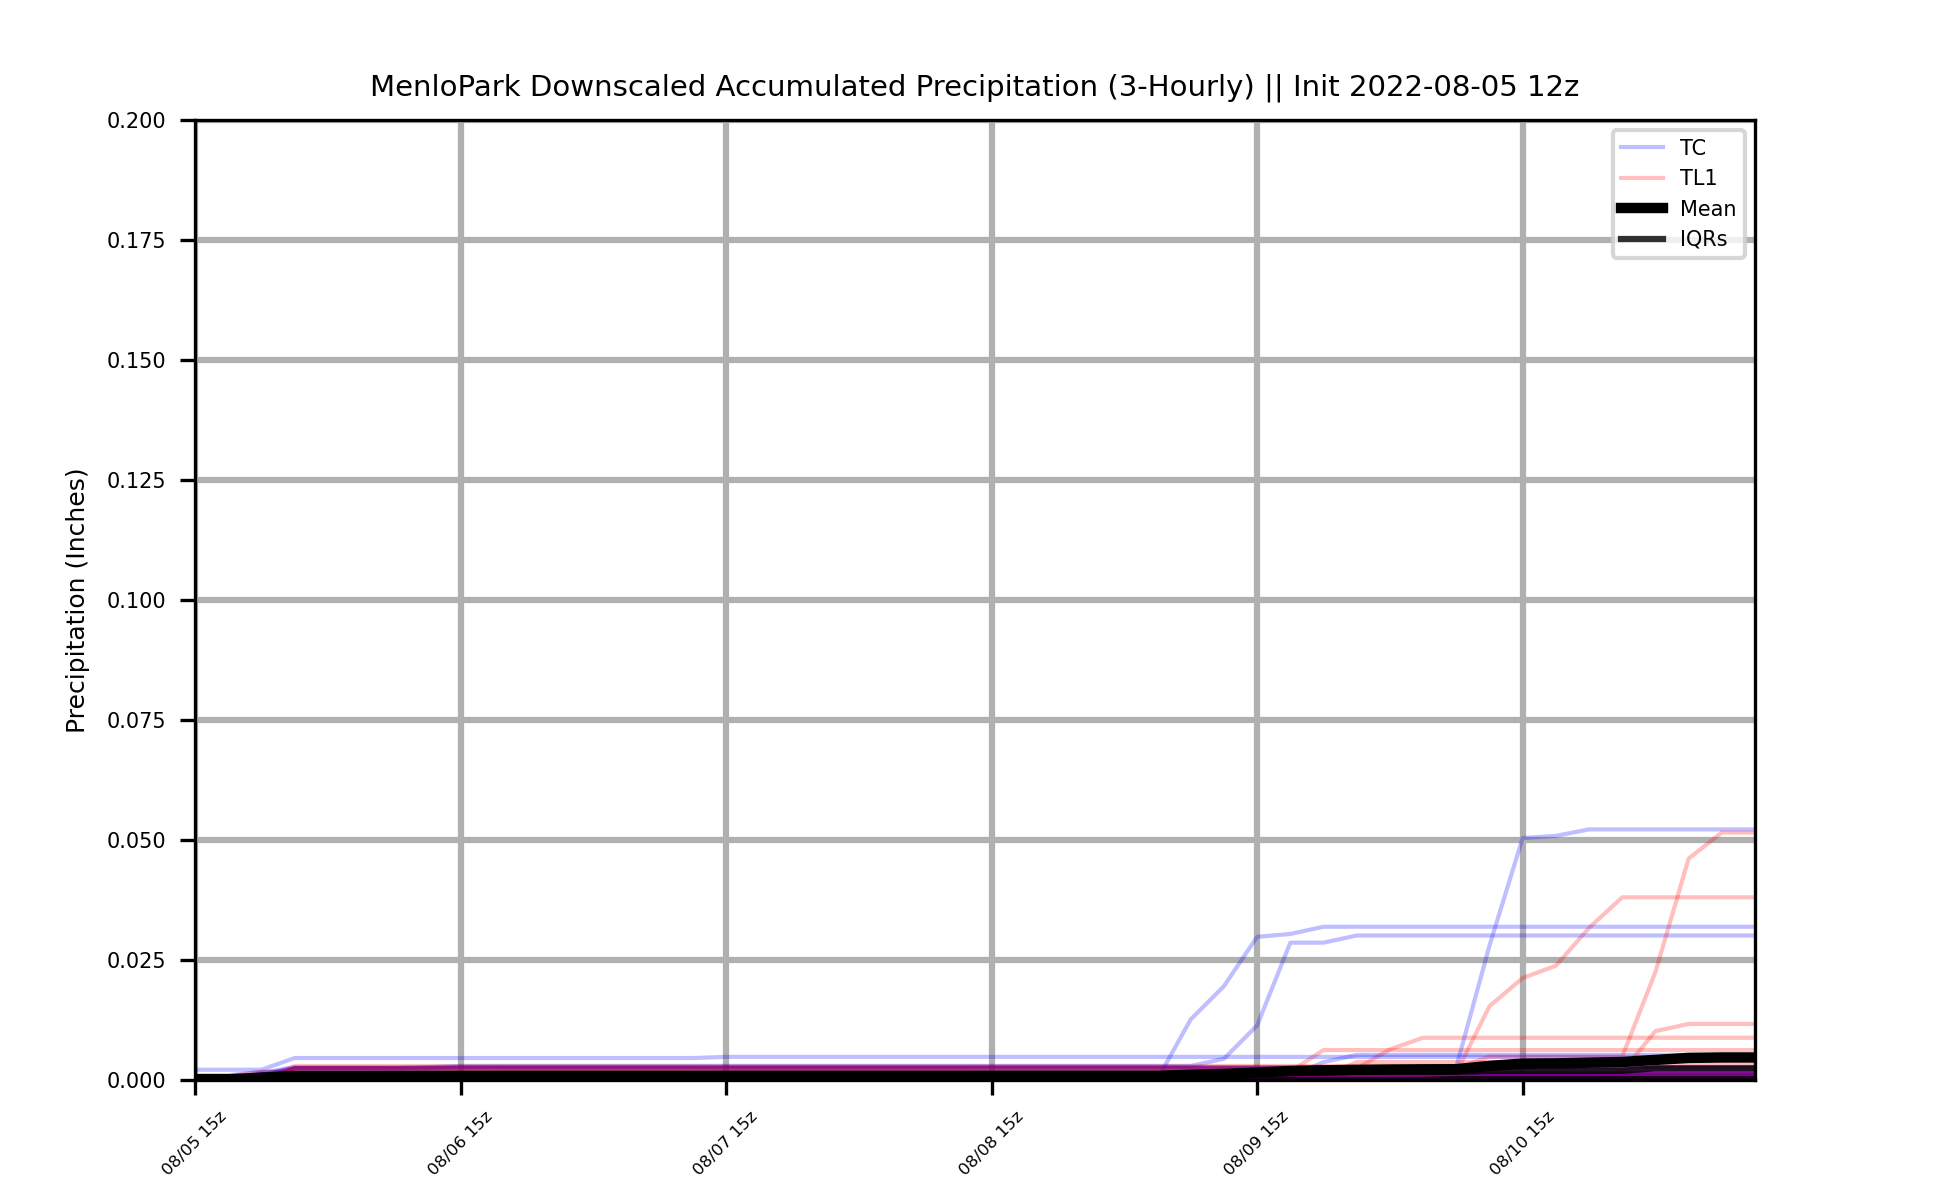 MenloPark Downscaled Accumulated Precipitation (3-Hourly) || Init 2022-08-05 12z
0.200
0.175
0.150
0.125
0.100
0.075
0.050
0.025
0.000
Precipitation (Inches)
TC
TL1
Mean
IQRs
08/05 15z
08/06 15z
08/07 15z
08/08 15z
08/09 15z
08/10 15z